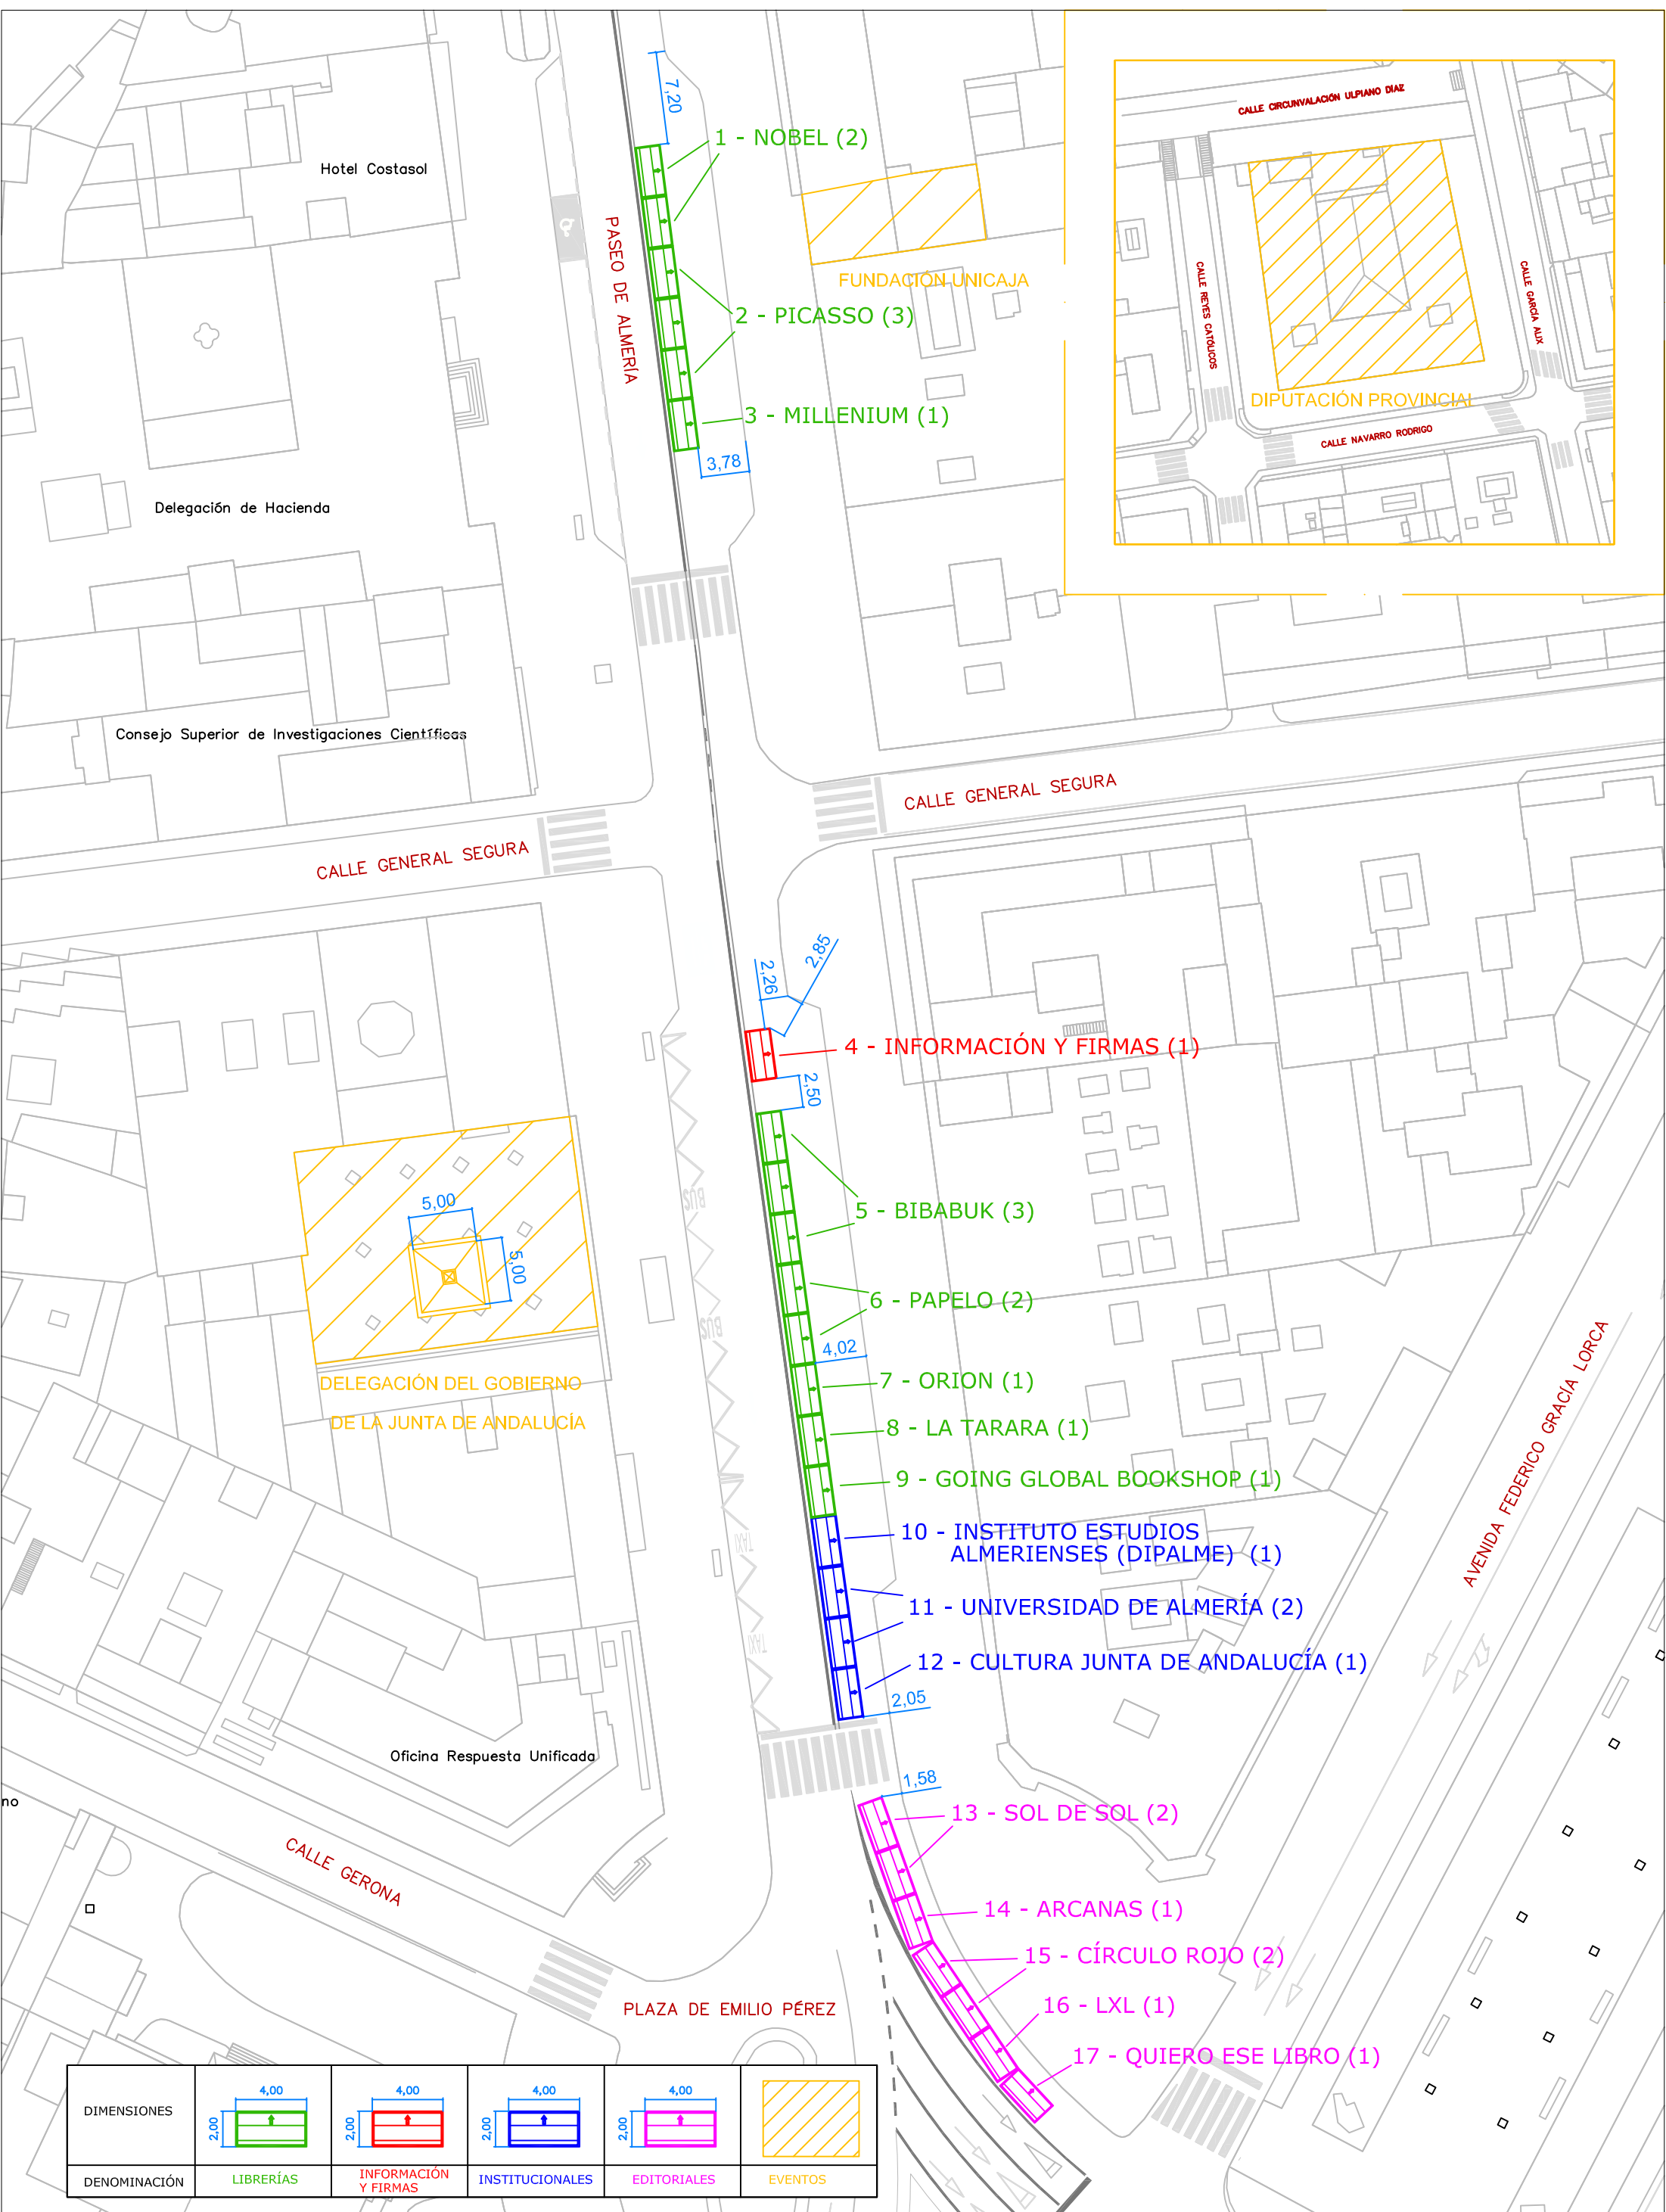 7,20
1 - NOBEL (2)
Hotel Costasol
PASEO DE ALMERÍA
FUNDACIÓN UNICAJA
2 - PICASSO (3)
3 - MILLENIUM (1)
3,78
CALLE CIRCUNVALACIÓN ULPIANO DIAZ
CALLE REYES CATÓLICOS
CALLE GARCÍA ALIX
DIPUTACIÓN PROVINCIAL
CALLE NAVARRO RODRIGO
Delegación de Hacienda
Consejo Superior de Investigaciones Científicas
CALLE GENERAL SEGURA
CALLE GENERAL SEGURA
2,26
2,85
4 - INFORMACIÓN Y FIRMAS (1)
2,50
BUS
5,00
5,00
5 - BIBABUK (3)
6 - PAPELO (2)
BUS
4,02
7 - ORION (1)
DELEGACIÓN DEL GOBIERNO
DE LA JUNTA DE ANDALUCÍA
8 - LA TARARA (1)
9 - GOING GLOBAL BOOKSHOP (1)
AVENIDA FEDERICO GRACÍA LORCA
TAXI
10 - INSTITUTO ESTUDIOS
ALMERIENSES (DIPALME) (1)
11 - UNIVERSIDAD DE ALMERÍA (2)
TAXI
12 - CULTURA JUNTA DE ANDALUCÍA (1)
2,05
Oficina Respuesta Unificada
1,58
no
13 - SOL DE SOL (2)
CALLE GERONA
14 - ARCANAS (1)
15 - CÍRCULO ROJO (2)
PLAZA DE EMILIO PÉREZ
16 - LXL (1)
17 - QUIERO ESE LIBRO (1)
DIMENSIONES
4,00
2,00
4,00
2,00
4,00
2,00
4,00
2,00
DENOMINACIÓN
LIBRERÍAS
INFORMACIÓN
Y FIRMAS
INSTITUCIONALES
EDITORIALES
EVENTOS